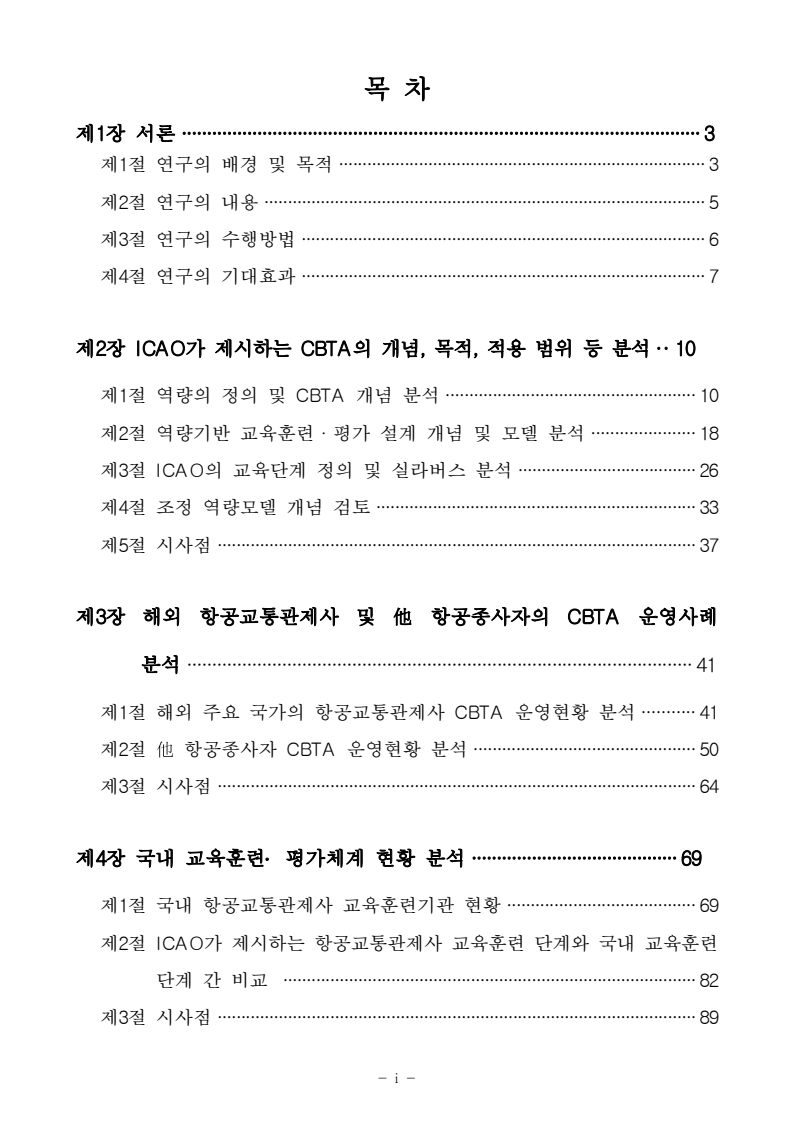 목 차
제1장 서론 ···································· 3
제1절 연구의 배경 및 목적 ···································· 3
제2절 연구의 내용 ···································· 5
제3절 연구의 수행방법 ···································· 6
제4절 연구의 기대효과 ···································· 7
제2장 ICAO가 제시하는 CBTA의 개념, 목적, 적용 범위 등 분석 ·· 10
제1절 역량의 정의 및 CBTA 개념 분석 ···································· 10
제2절 역량기반 교육훈련·평가 설계 개념 및 모델 분석 ······················ 18
제3절 ICAO의 교육단계 정의 및 실라버스 분석 ···································· 26
제4절 조정 역량모델 개념 검토 ···································· 33
제5절 시사점 ···································· 37
제3장 해외 항공교통관제사 및 他 항공종사자의 CBTA 운영사례
분석 ···································· 41
제1절 해외 주요 국가의 항공교통관제사 CBTA 운영현황 분석 ··········· 41
제2절 他 항공종사자 CBTA 운영현황 분석 ···································· 50
제3절 시사점 ···································· 64
제4장 국내 교육훈련· 평가체계 현황 분석 ···································· 69
제1절 국내 항공교통관제사 교육훈련기관 현황 ···································· 69
제2절 ICAO가 제시하는 항공교통관제사 교육훈련 단계와 국내 교육훈련
단계 간 비교 ···································· 82
제3절 시사점 ···································· 89
- i -